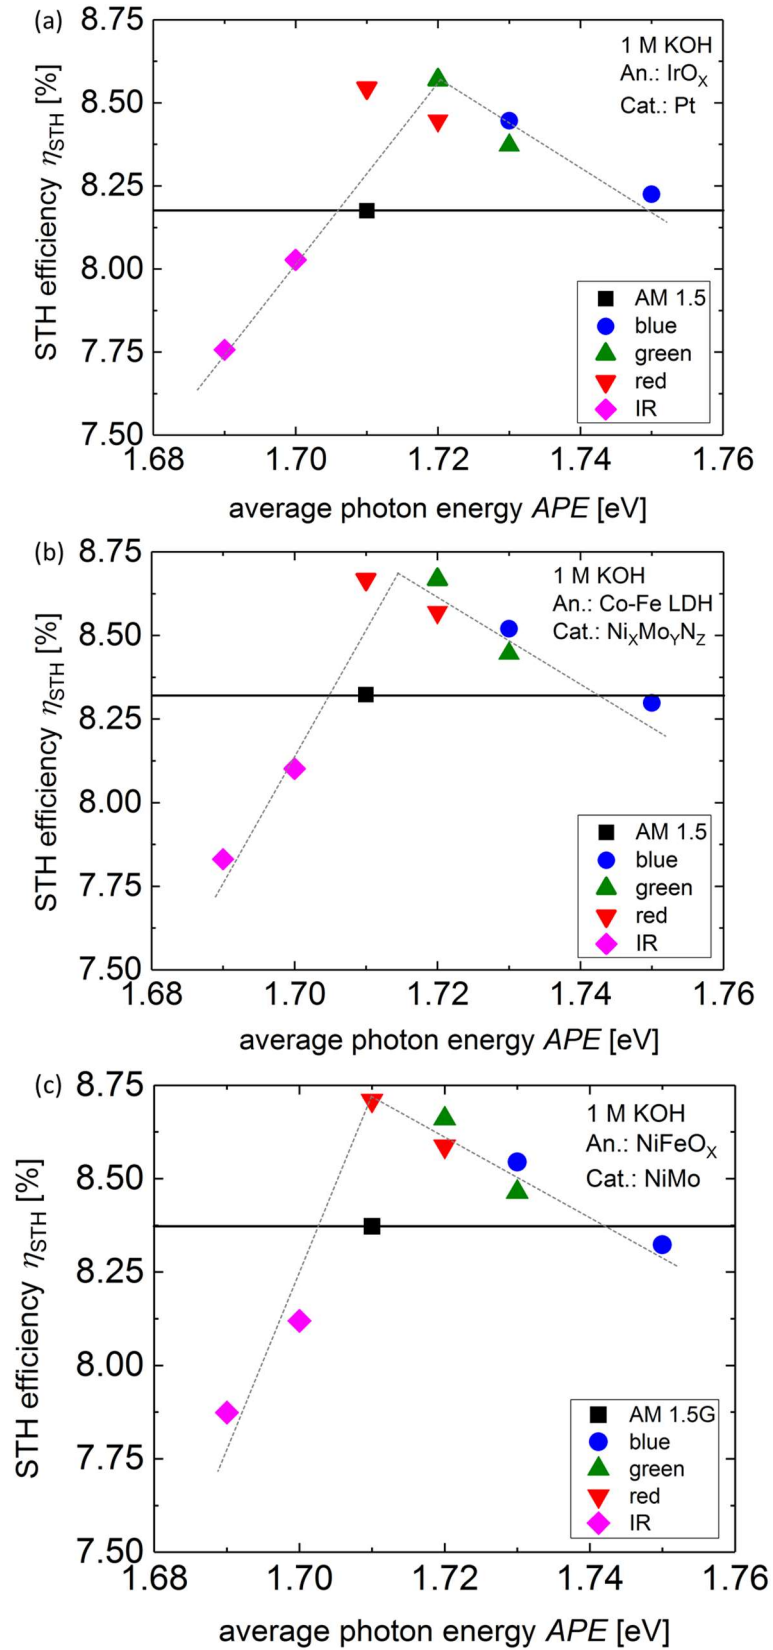 (a)
8.75
8.50
8.25
8.00
7.75
7.50
STH efficiency ηSTH [%]
1 M KOH
An.: IrOX
Cat.: Pt
AM 1.5
blue
green
red
IR
1.68 1.70 1.72 1.74 1.76
average photon energy APE [eV]
(b)
8.75
8.50
8.25
8.00
7.75
7.50
STH efficiency ηSTH [%]
1 M KOH
An.: Co-Fe LDH
Cat.: NiXMoYNZ
AM 1.5
blue
green
red
IR
1.68 1.70 1.72 1.74 1.76
average photon energy APE [eV]
(c)
8.75
8.50
8.25
8.00
7.75
7.50
STH efficiency ηSTH [%]
1 M KOH
An.: NiFeOX
Cat.: NiMo
AM 1.5G
blue
green
red
IR
1.68 1.70 1.72 1.74 1.76
average photon energy APE [eV]